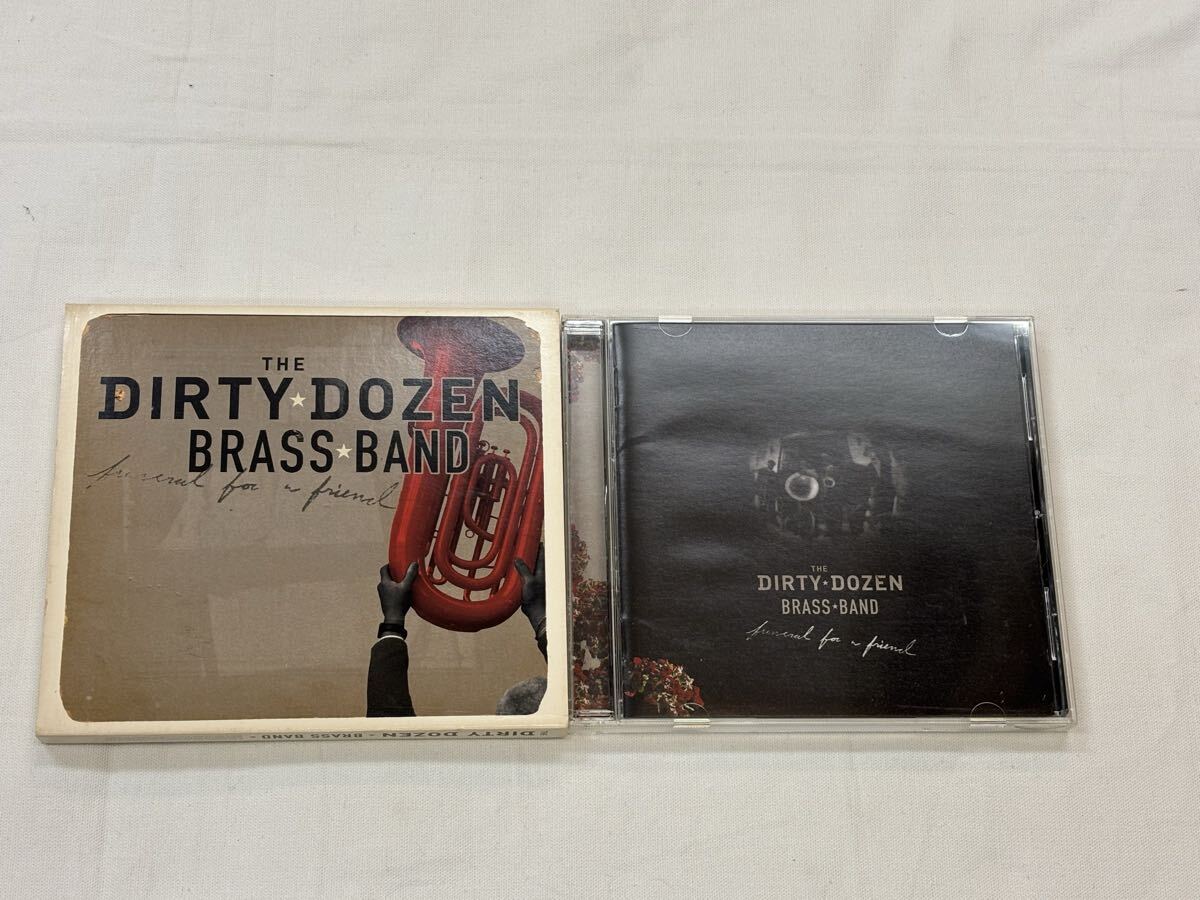 THE
DIRTY★DOZEN
BRASS★BAND
funeral for a friend
THE DIRTY DOZEN ★ BRASS BAND ★
THE
DIRTY★DOZEN
BRASS★BAND
funeral for a friend